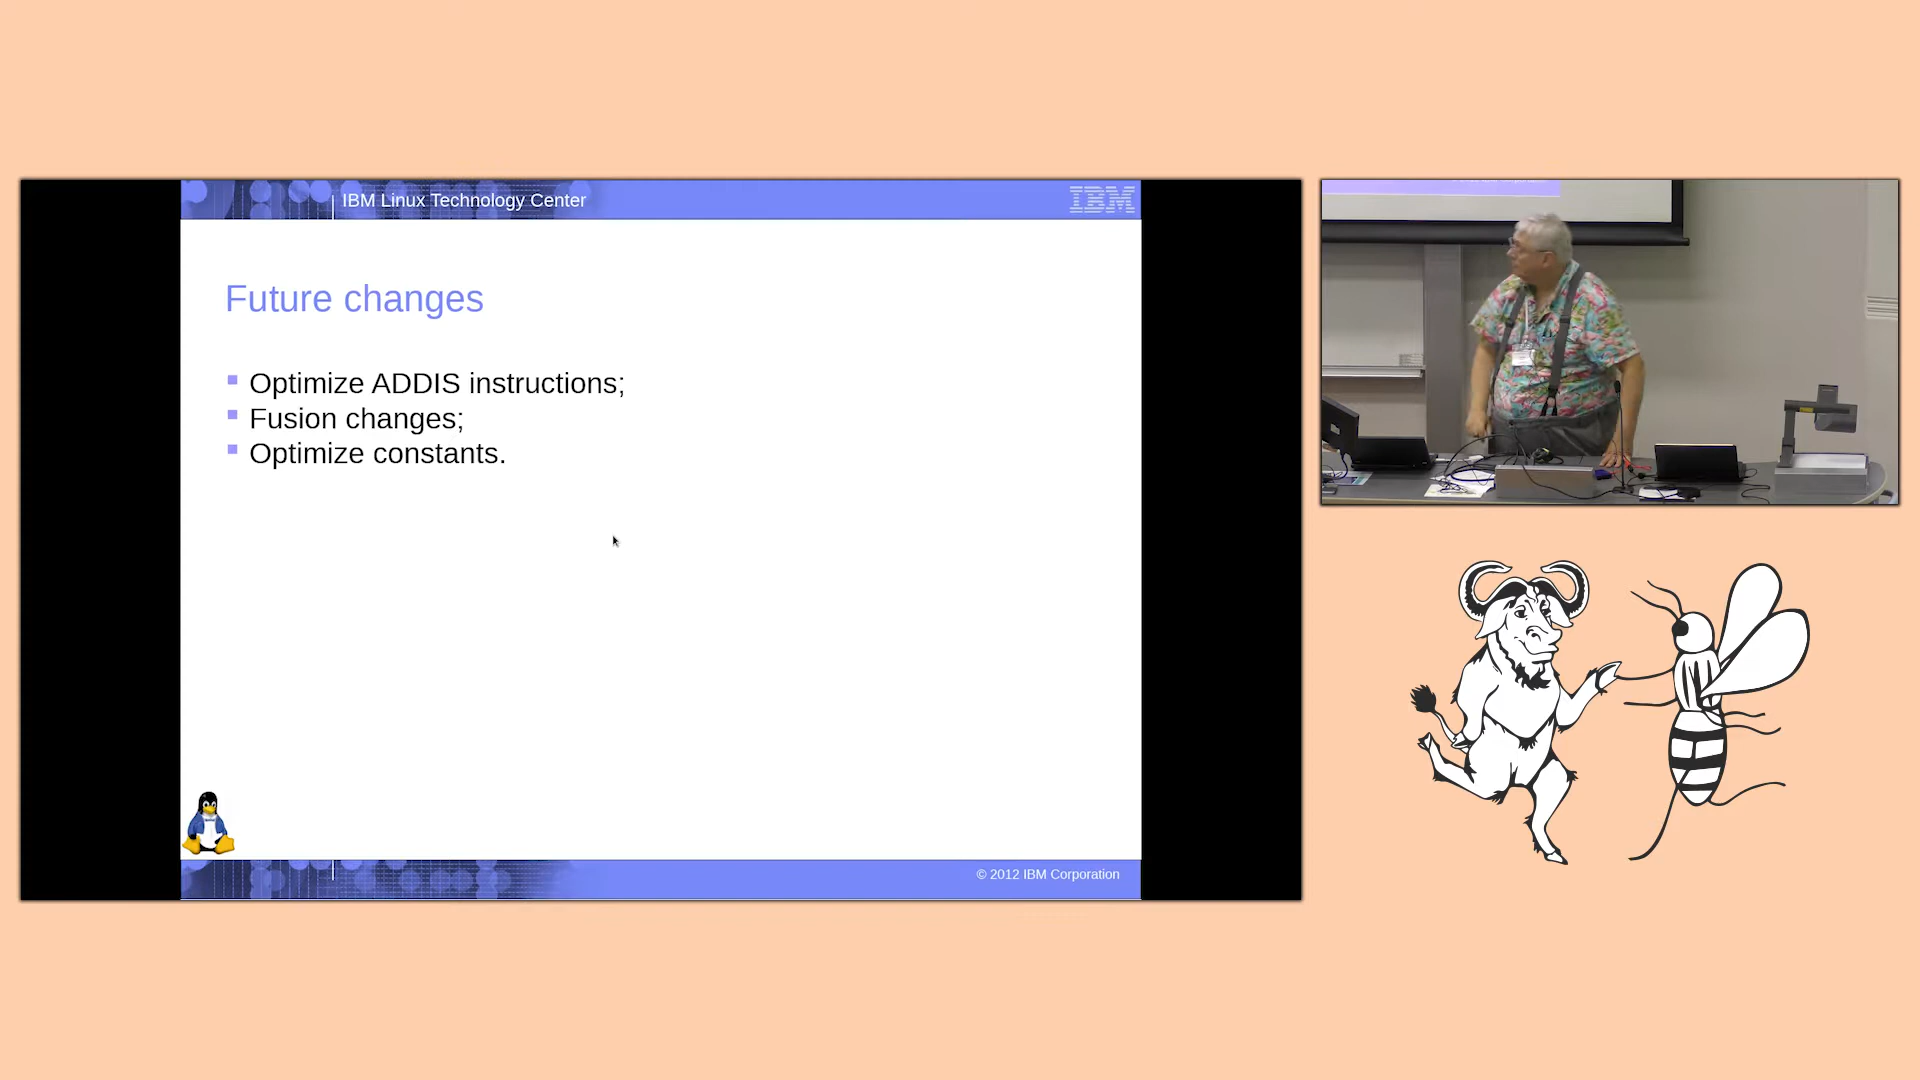 IBM Linux Technology Center
IBM
Future changes
Optimize ADDIS instructions;
Fusion changes;
Optimize constants.
© 2012 IBM Corporation